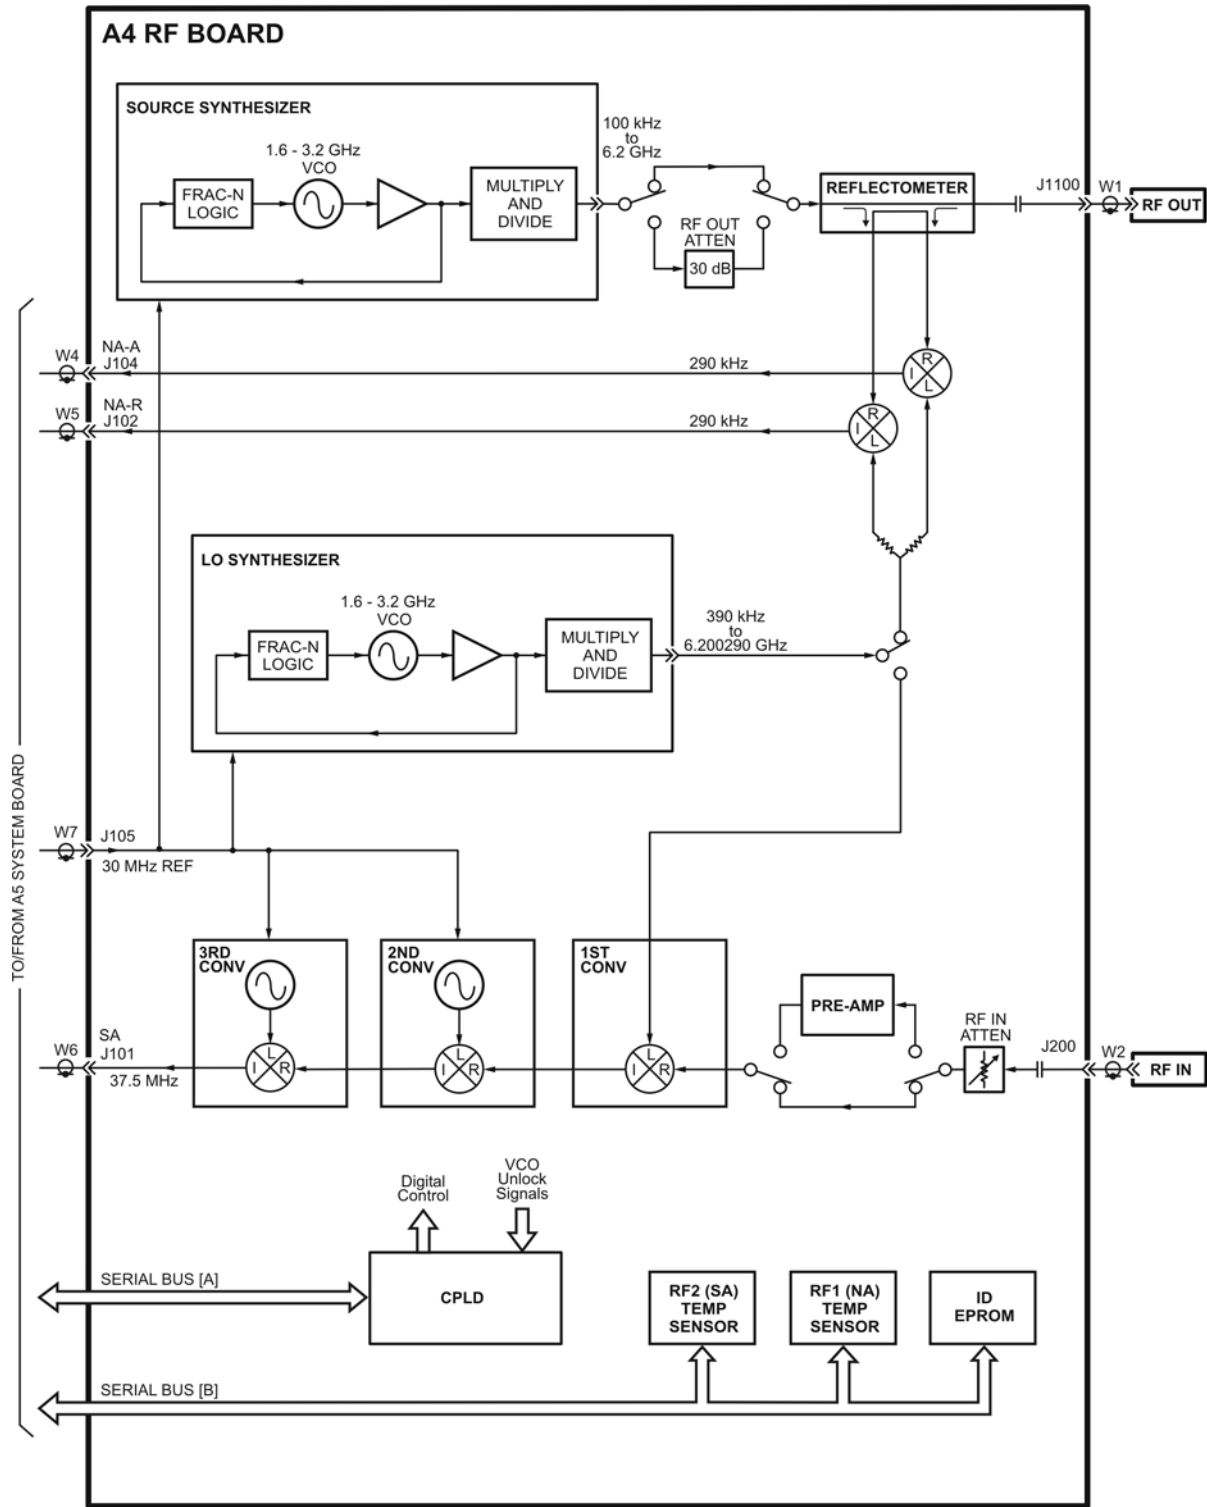 A4 RF BOARD
SOURCE SYNTHESIZER
1.6 - 3.2 GHz
VCO
FRAC-N
LOGIC
MULTIPLY
AND
DIVIDE
100 kHz
to
6.2 GHz
RF OUT
ATTEN
30 dB
REFLECTOMETER
J1100
W1
RF OUT
W4
NA-A
J104
290 kHz
R
I
L
W5
NA-R
J102
290 kHz
R
I
L
LO SYNTHESIZER
1.6 - 3.2 GHz
VCO
FRAC-N
LOGIC
MULTIPLY
AND
DIVIDE
390 kHz
to
6.200290 GHz
TO/FROM A5 SYSTEM BOARD
W7
J105
30 MHz REF
3RD
CONV
L
I
R
2ND
CONV
L
I
R
1ST
CONV
L
I
R
PRE-AMP
RF IN
ATTEN
J200
W2
RF IN
W6
SA
J101
37.5 MHz
Digital
Control
VCO
Unlock
Signals
SERIAL BUS [A]
CPLD
RF2 (SA)
TEMP
SENSOR
RF1 (NA)
TEMP
SENSOR
ID
EPROM
SERIAL BUS [B]